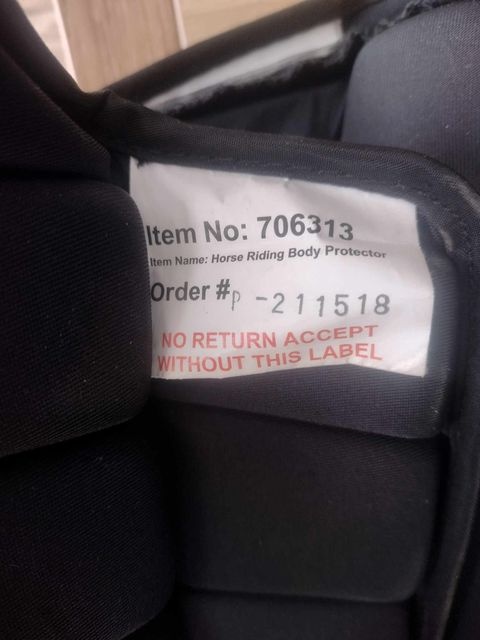 Item No: 706313
Item Name: Horse Riding Body Protector
Order #p -211518
NO RETURN ACCEPT
WITHOUT THIS LABEL